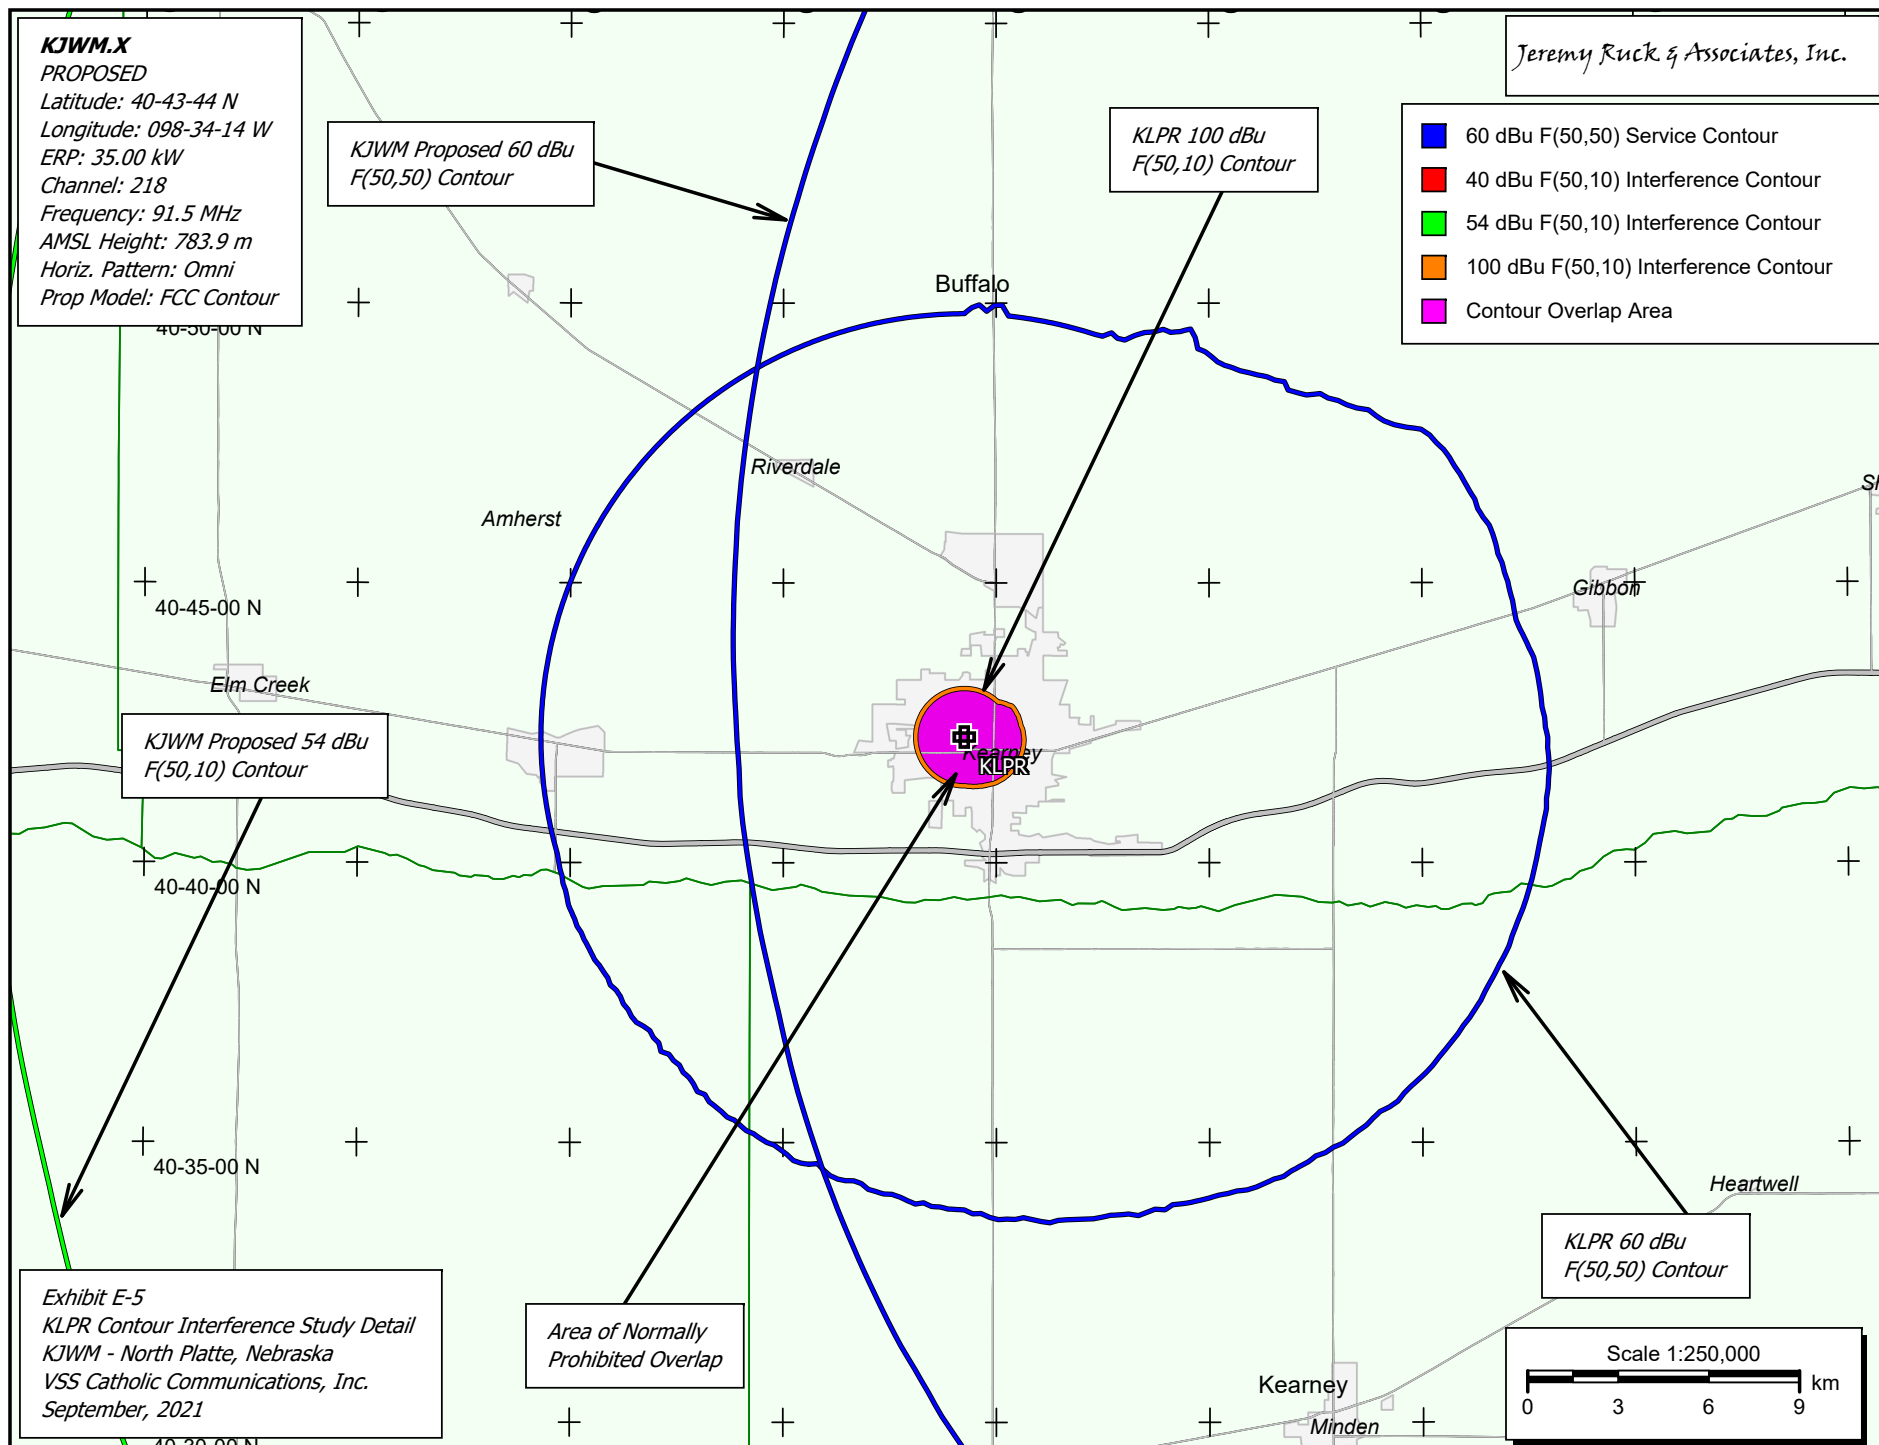 KJWM.X
PROPOSED
Latitude: 40-43-44 N
Longitude: 098-34-14 W
ERP: 35.00 kW
Channel: 218
Frequency: 91.5 MHz
AMSL Height: 783.9 m
Horiz. Pattern: Omni
Prop Model: FCC Contour
Jeremy Ruck & Associates, Inc.
60 dBu F(50,50) Service Contour
40 dBu F(50,10) Interference Contour
54 dBu F(50,10) Interference Contour
100 dBu F(50,10) Interference Contour
Contour Overlap Area
KJWM Proposed 60 dBu
F(50,50) Contour
KLPR 100 dBu
F(50,10) Contour
Buffalo
40-50-00 N
Riverdale
Amherst
Gibbon
40-45-00 N
Elm Creek
KJWM Proposed 54 dBu
F(50,10) Contour
Kearney
KLPR
40-40-00 N
40-35-00 N
Heartwell
KLPR 60 dBu
F(50,50) Contour
Exhibit E-5
KLPR Contour Interference Study Detail
KJWM - North Platte, Nebraska
VSS Catholic Communications, Inc.
September, 2021
Area of Normally
Prohibited Overlap
Kearney
Minden
Scale 1:250,000
km
0 3 6 9